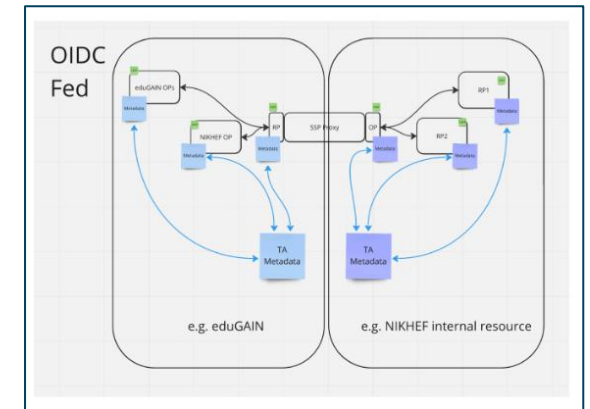 OIDC
Fed
eduGAIN OPs
Metadata
NIKHEF OP
Metadata
RP
Metadata
SSP Proxy
OP
Metadata
RP1
Metadata
RP2
Metadata
TA
Metadata
TA
Metadata
e.g. eduGAIN
e.g. NIKHEF internal resource